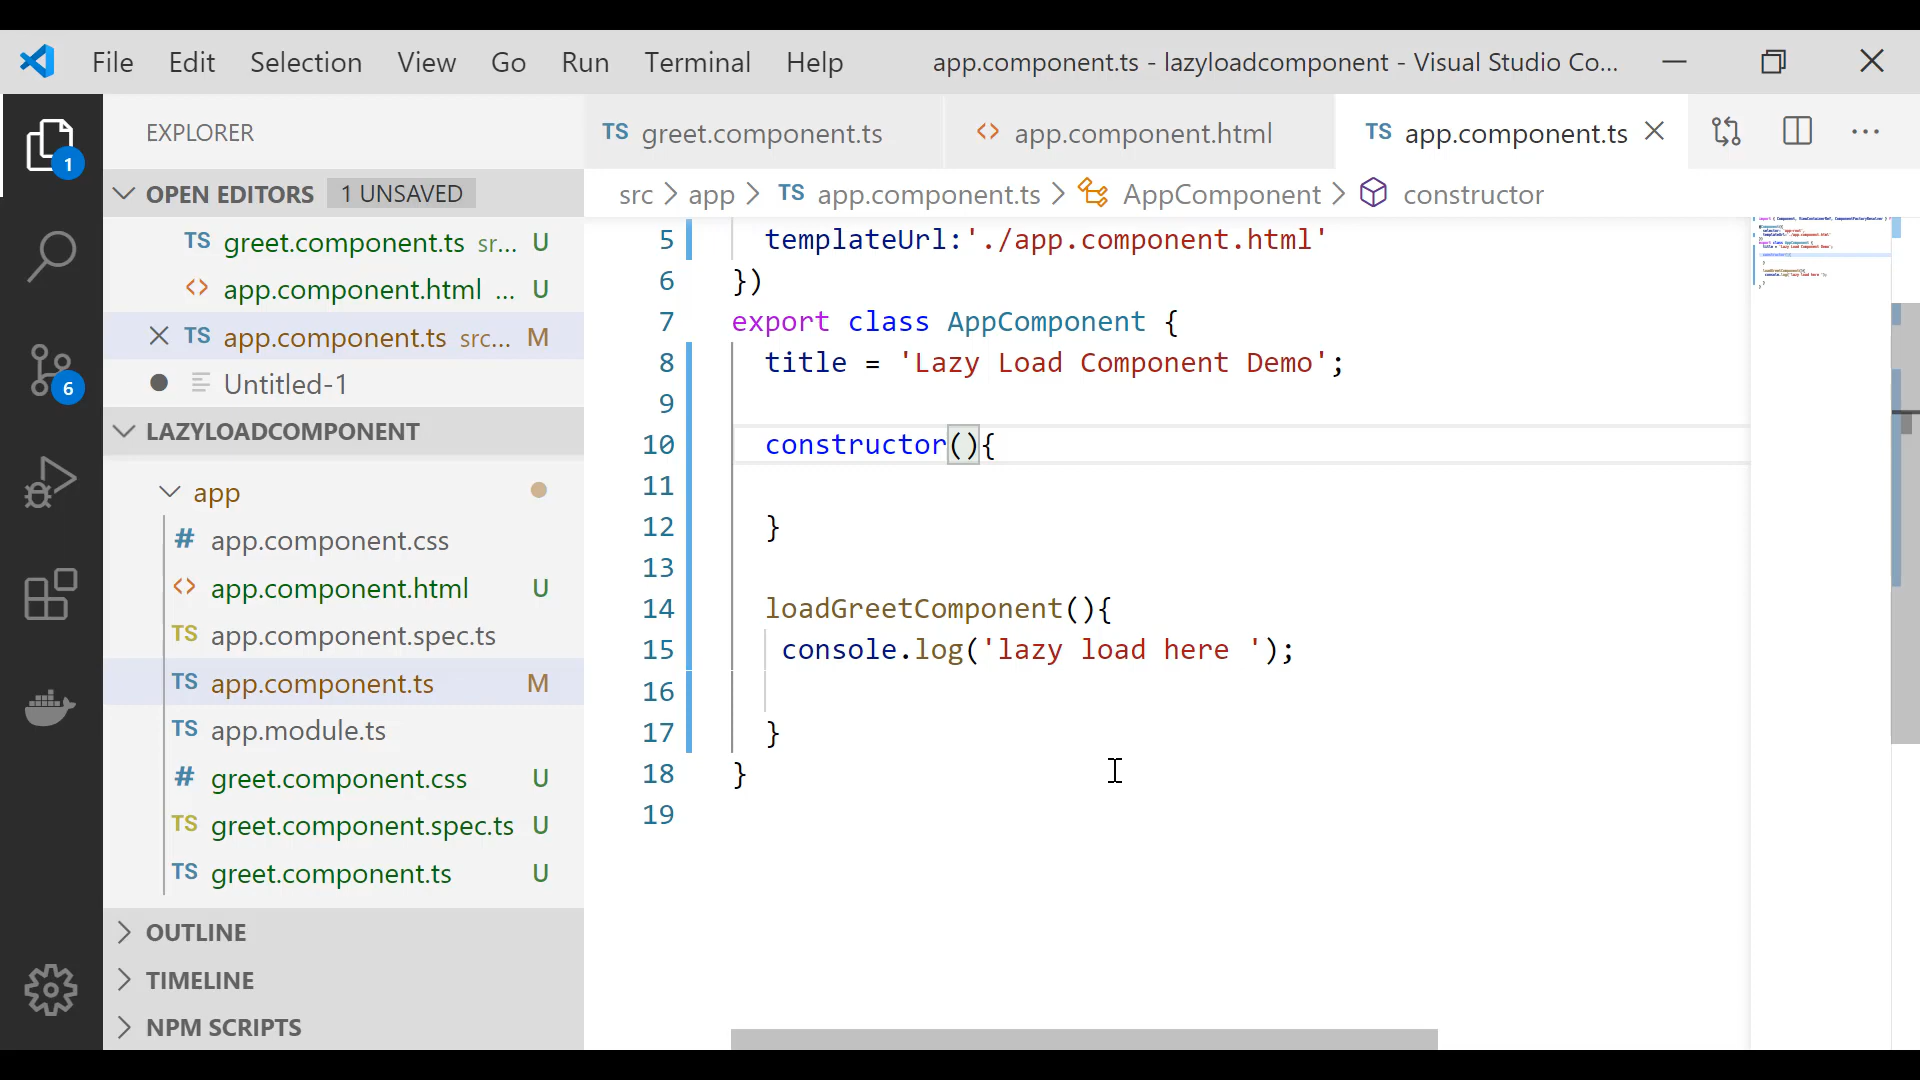 File Edit Selection View Go Run Terminal Help app.component.ts - lazyloadcomponent - Visual Studio Co...
EXPLORER
1
OPEN EDITORS 1 UNSAVED
TS greet.component.ts sr... U
<> app.component.html ... U
TS app.component.ts src... M
Untitled-1
6
LAZYLOADCOMPONENT
app
# app.component.css
<> app.component.html U
TS app.component.spec.ts
TS app.component.ts M
TS app.module.ts
# greet.component.css U
TS greet.component.spec.ts U
TS greet.component.ts U
OUTLINE
TIMELINE
NPM SCRIPTS
TS greet.component.ts <> app.component.html TS app.component.ts
src > app > TS app.component.ts > AppComponent > constructor
5 templateUrl:'./app.component.html'
6 })
7 export class AppComponent {
8 title = 'Lazy Load Component Demo';
9
10 constructor(){
11
12 }
13
14 loadGreetComponent(){
15 console.log('lazy load here ');
16
17 }
18 }
19